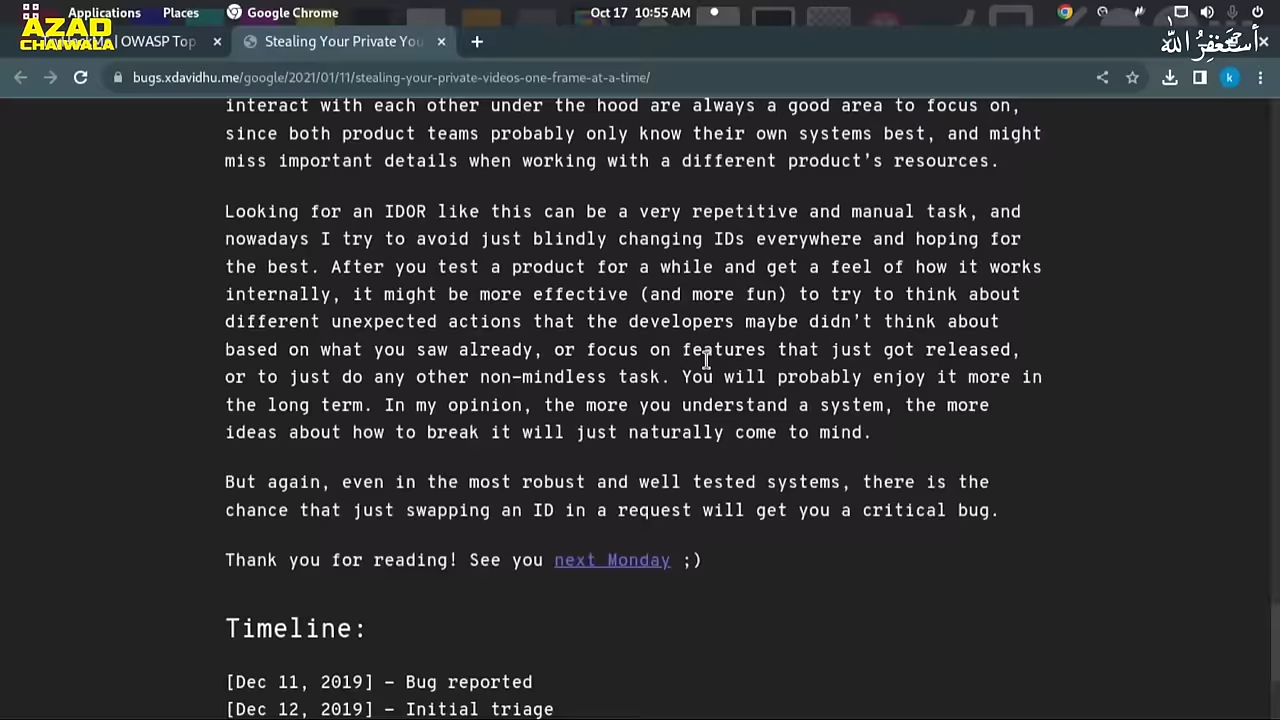 Applications Places Google Chrome Oct 17 10:55 AM
AZAD
CHAIWALA
| OWASP Top
Stealing Your Private You
أستغفر الله
bugs.xdavidhu.me/google/2021/01/11/stealing-your-private-videos-one-frame-at-a-time/
k
interact with each other under the hood are always a good area to focus on,
since both product teams probably only know their own systems best, and might
miss important details when working with a different product’s resources.
Looking for an IDOR like this can be a very repetitive and manual task, and
nowadays I try to avoid just blindly changing IDs everywhere and hoping for
the best. After you test a product for a while and get a feel of how it works
internally, it might be more effective (and more fun) to try to think about
different unexpected actions that the developers maybe didn’t think about
based on what you saw already, or focus on features that just got released,
or to just do any other non-mindless task. You will probably enjoy it more in
the long term. In my opinion, the more you understand a system, the more
ideas about how to break it will just naturally come to mind.
But again, even in the most robust and well tested systems, there is the
chance that just swapping an ID in a request will get you a critical bug.
Thank you for reading! See you next Monday ;)
Timeline:
[Dec 11, 2019] - Bug reported
[Dec 12, 2019] - Initial triage